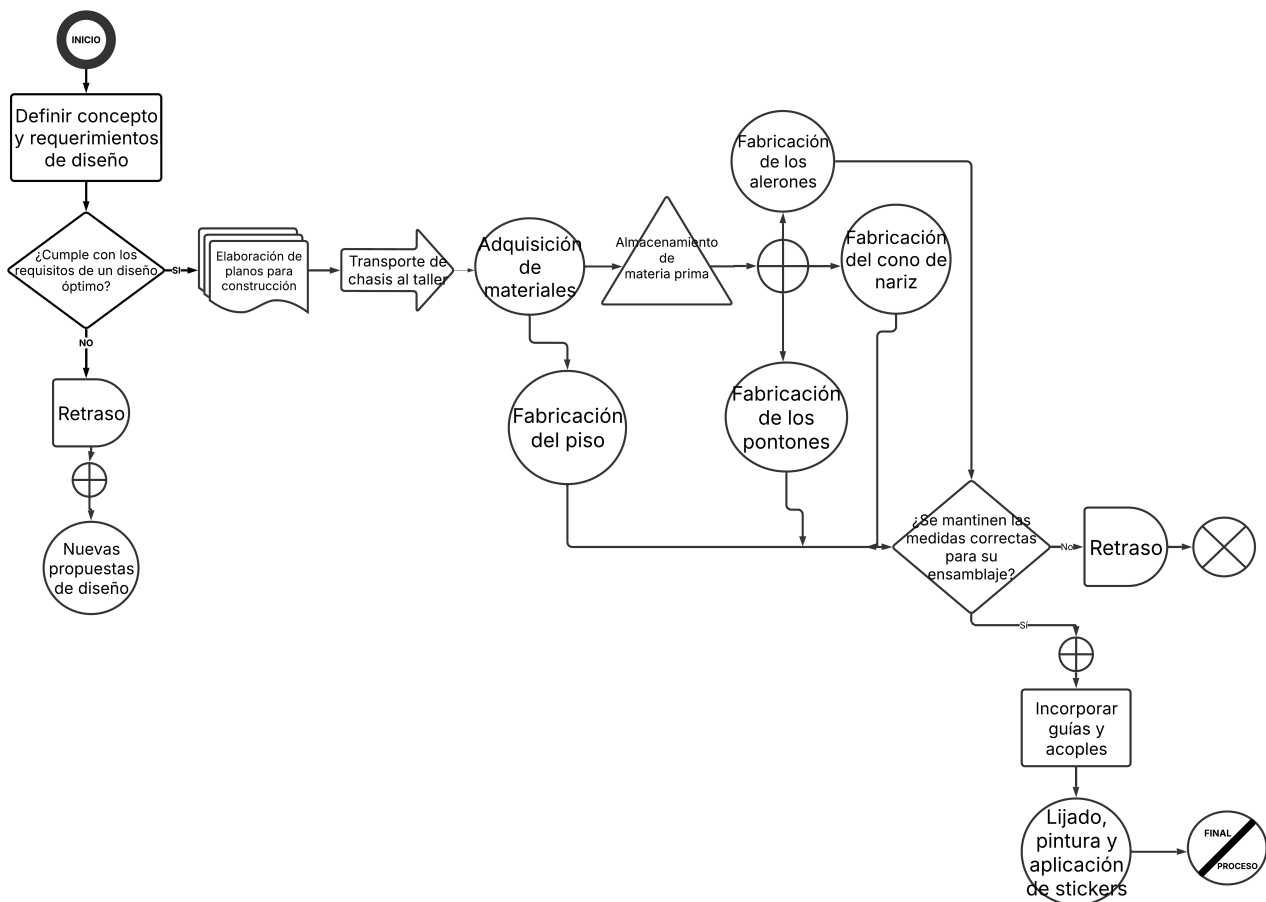 INICIO
Definir concepto
y requerimientos
de diseño
¿Cumple con los
requisitos de un diseño
óptimo?
SI
Elaboración de
planos para
construcción
Transporte de
chasis al taller
Adquisición
de
materiales
Almacenamiento
de
materia prima
Fabricación
de los
alerones
Fabricación
del cono de
nariz
NO
Retraso
Nuevas
propuestas
de diseño
Fabricación
del piso
Fabricación
de los
pontones
¿Se mantinen las
medidas correctas
para su
ensamblaje?
No
Retraso
Sí
Incorporar
guías y
acoples
Lijado,
pintura y
aplicación
de stickers
FINAL
PROCESO